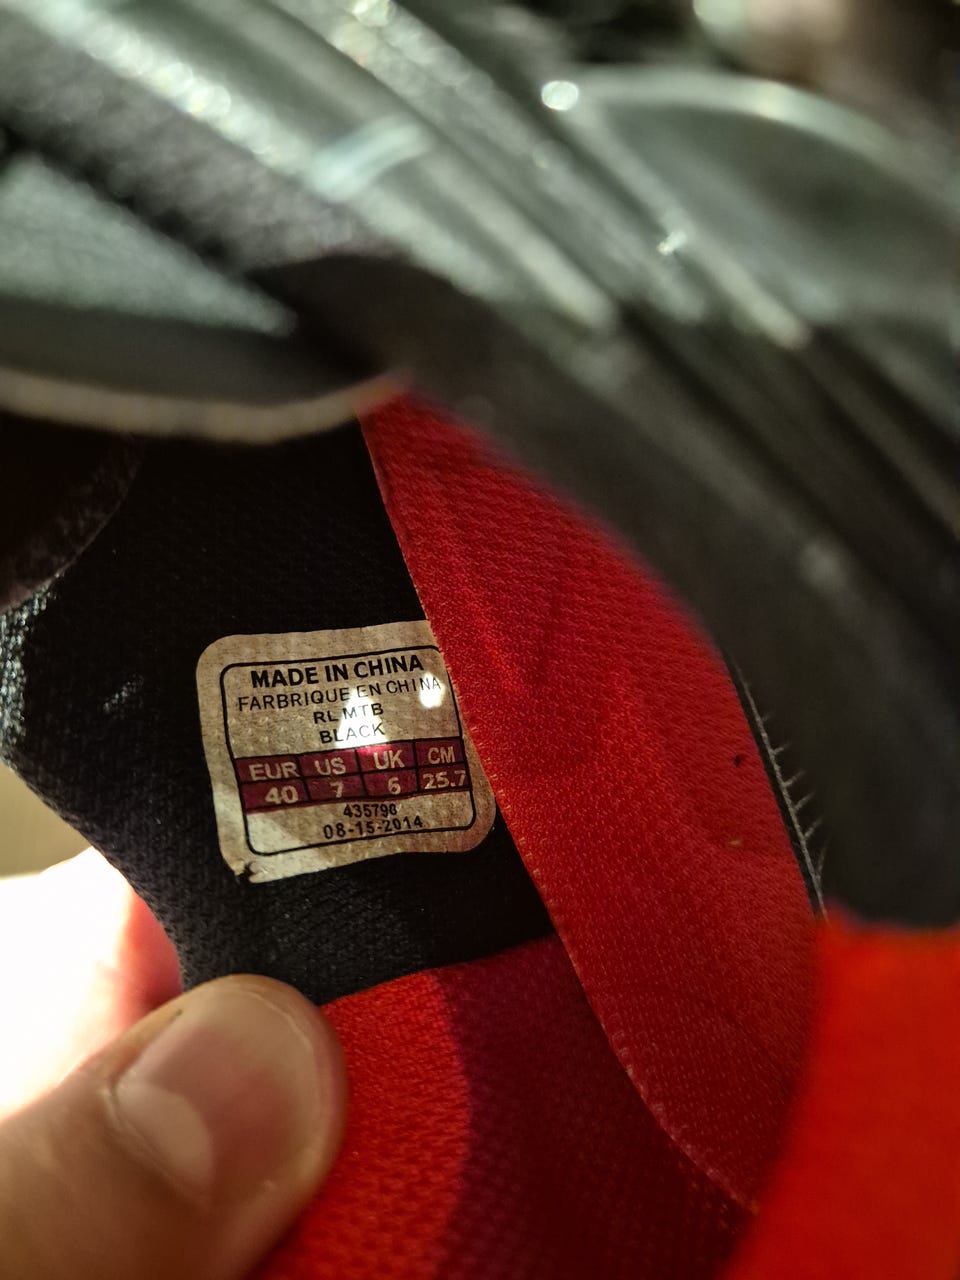 MADE IN CHINA
FARBRIQUE EN CHINA
RL MTB
BLACK
EUR US UK CM
40 7 6 25.7
435790
08-15-2014